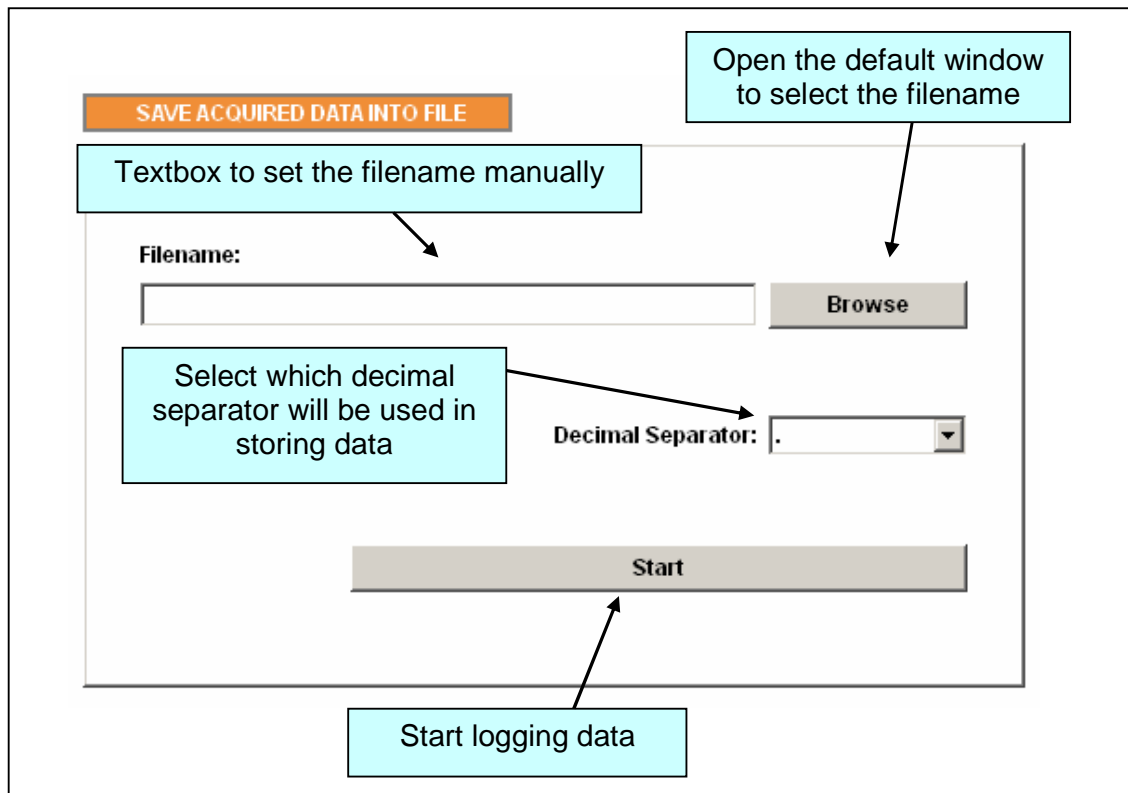 Open the default window
to select the filename
SAVE ACQUIRED DATA INTO FILE
Textbox to set the filename manually
Filename:
Browse
Select which decimal
separator will be used in
storing data
Decimal Separator: .
Start
Start logging data